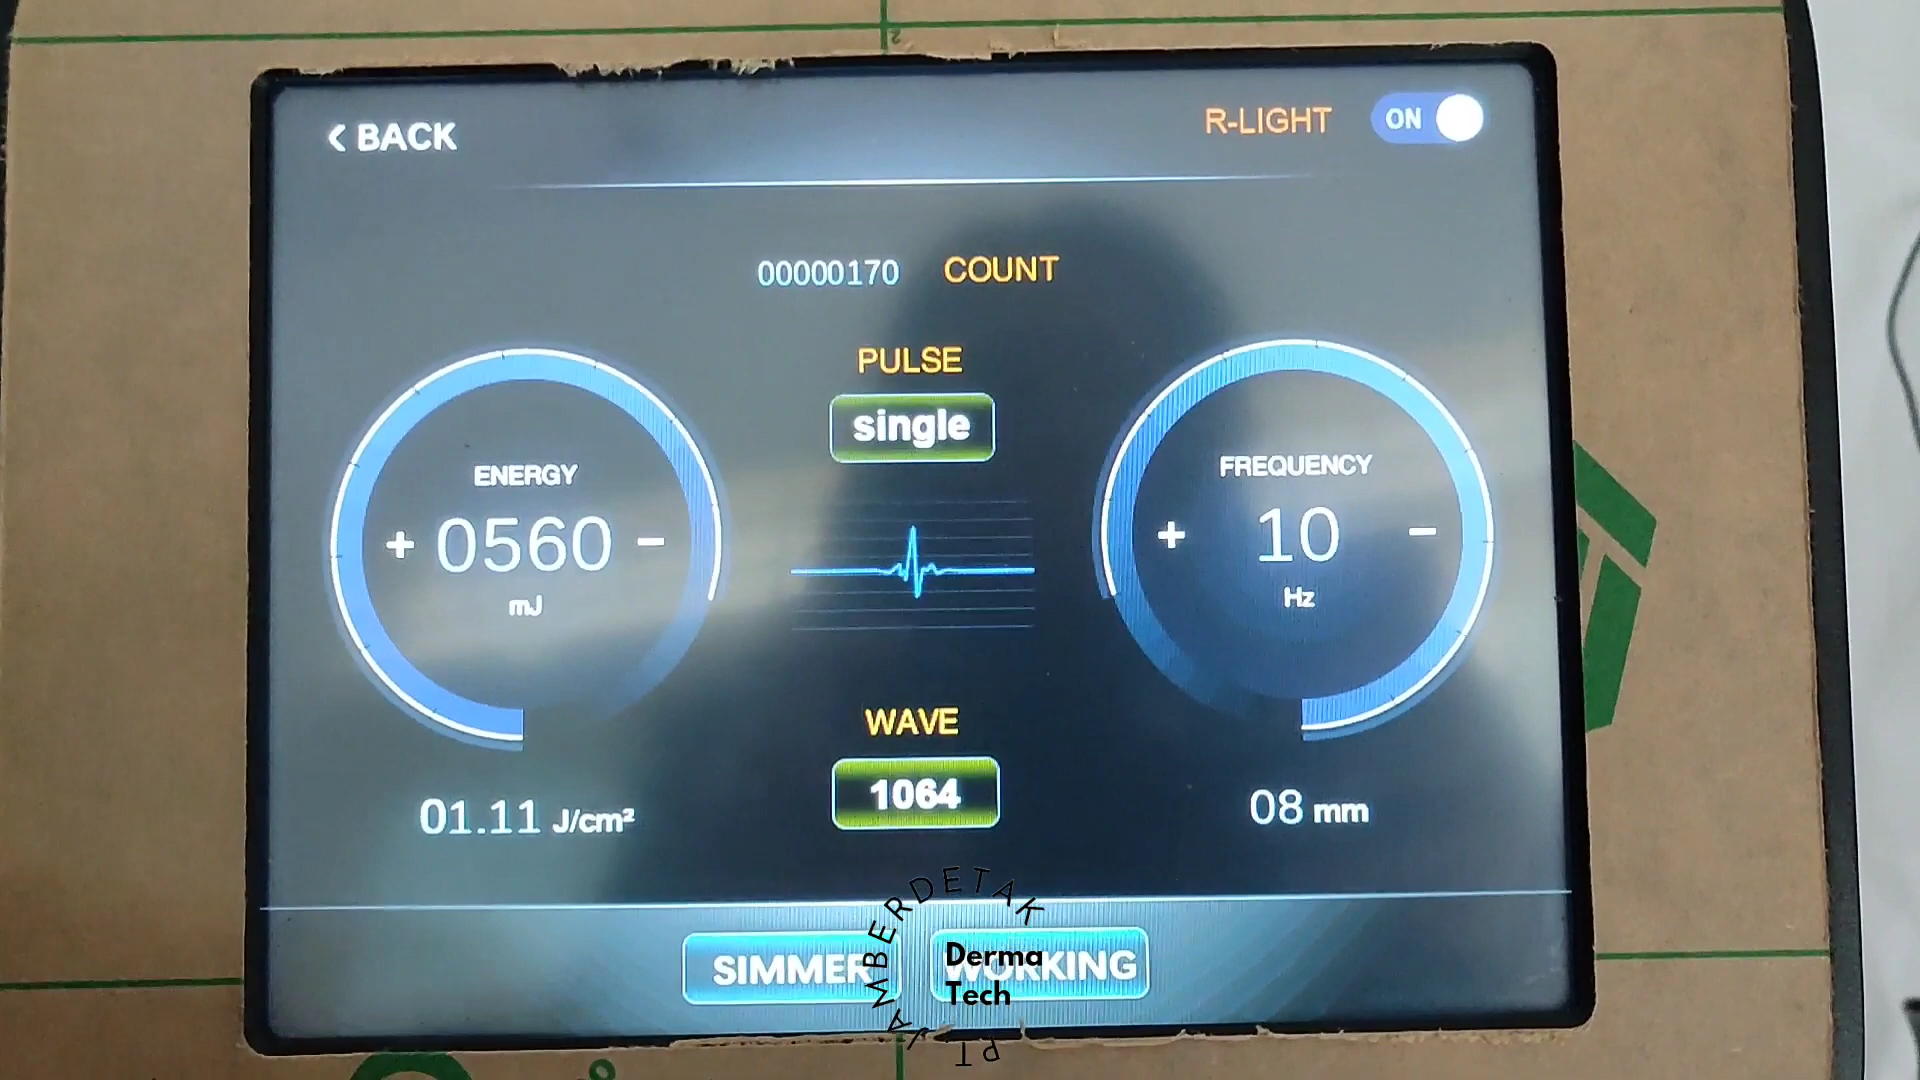 BACK
R-LIGHT ON
00000170 COUNT
PULSE
single
ENERGY
+ 0560 -
mJ
FREQUENCY
+ 10 -
Hz
WAVE
1064
01.11 J/cm²
08 mm
SIMMER
WORKING
PT JAMBERDETAK
Derma
Tech